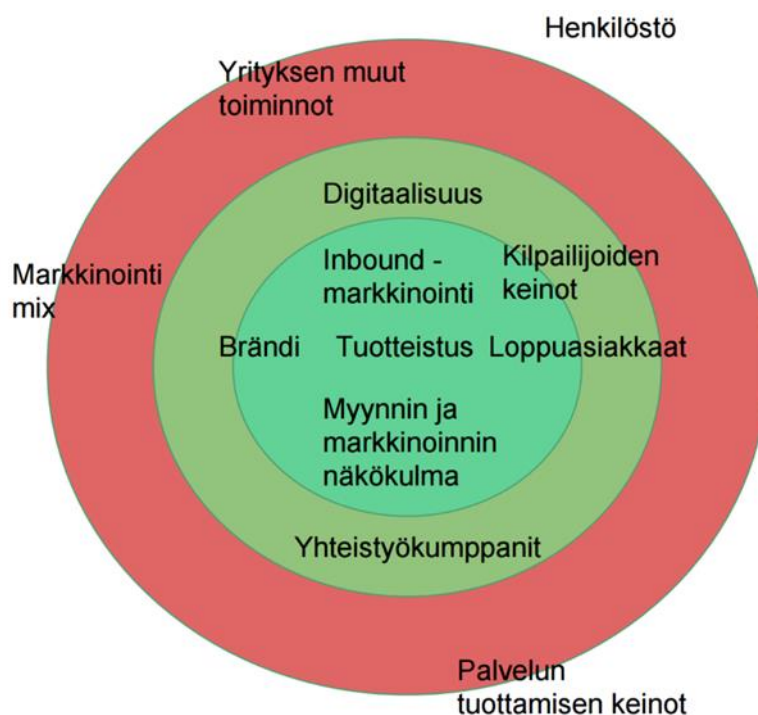 Henkilöstö
Yrityksen muut
toiminnot
Digitaalisuus
Inbound -
markkinointi
Kilpailijoiden
keinot
Markkinointi
mix
Brändi
Tuotteistus
Loppuasiakkaat
Myynnin ja
markkinoinnin
näkökulma
Yhteistyökumppanit
Palvelun
tuottamisen keinot